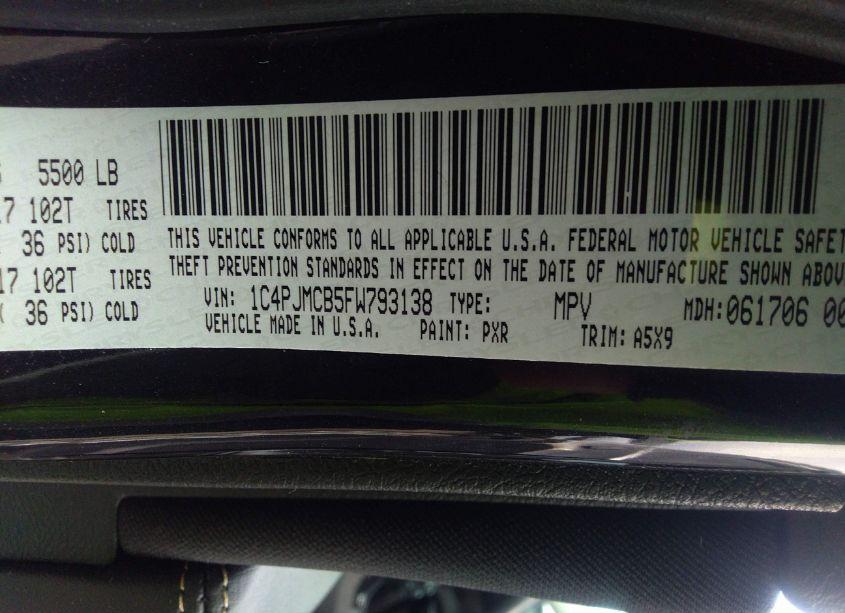 5500 LB
17 102T TIRES
36 PSI) COLD
17 102T TIRES
( 36 PSI) COLD
THIS VEHICLE CONFORMS TO ALL APPLICABLE U.S.A. FEDERAL MOTOR VEHICLE SAFET
THEFT PREVENTION STANDARDS IN EFFECT ON THE DATE OF MANUFACTURE SHOWN ABOV
VIN: 1C4PJMCB5FW793138 TYPE: MPV MDH:061706 00
VEHICLE MADE IN U.S.A. PAINT: PXR TRIM: A5X9